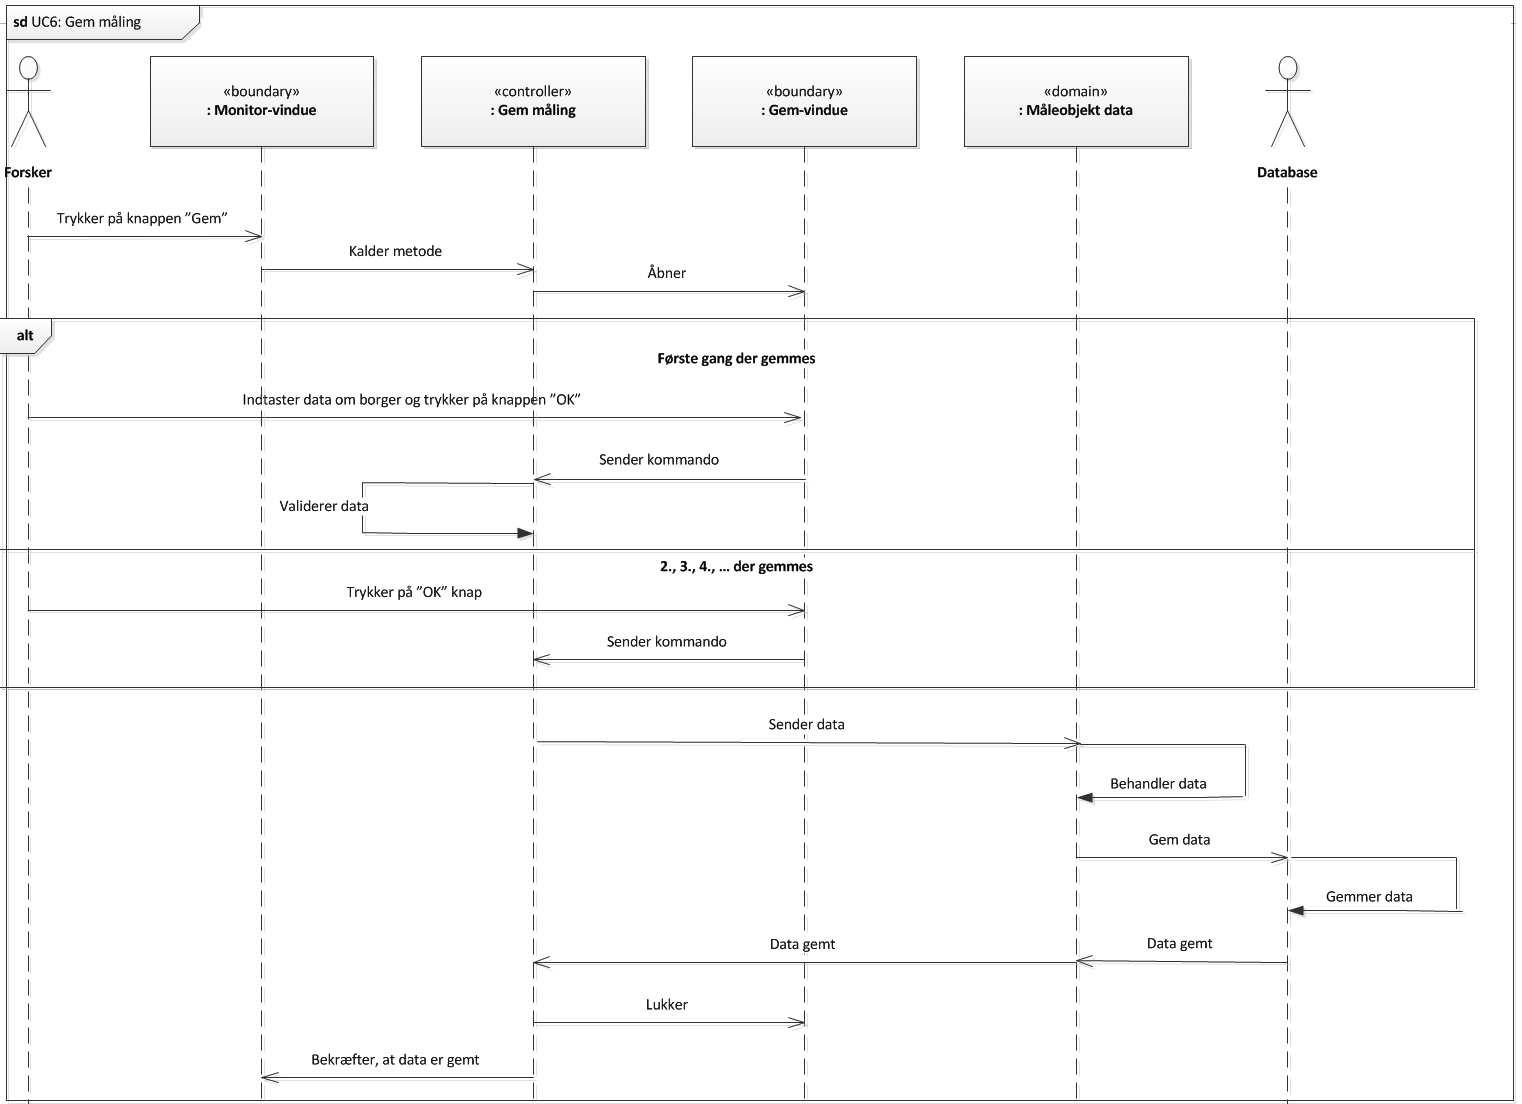 sd UC6: Gem måling
«boundary»
: Monitor-vindue
«controller»
: Gem måling
«boundary»
: Gem-vindue
«domain»
: Måleobjekt data
Forsker
Database
Trykker på knappen ”Gem”
Kalder metode
Åbner
alt
Første gang der gemmes
Indtaster data om borger og trykker på knappen ”OK”
Sender kommando
Validerer data
2., 3., 4., ... der gemmes
Trykker på ”OK” knap
Sender kommando
Sender data
Behandler data
Gem data
Gemmer data
Data gemt
Data gemt
Lukker
Bekræfter, at data er gemt